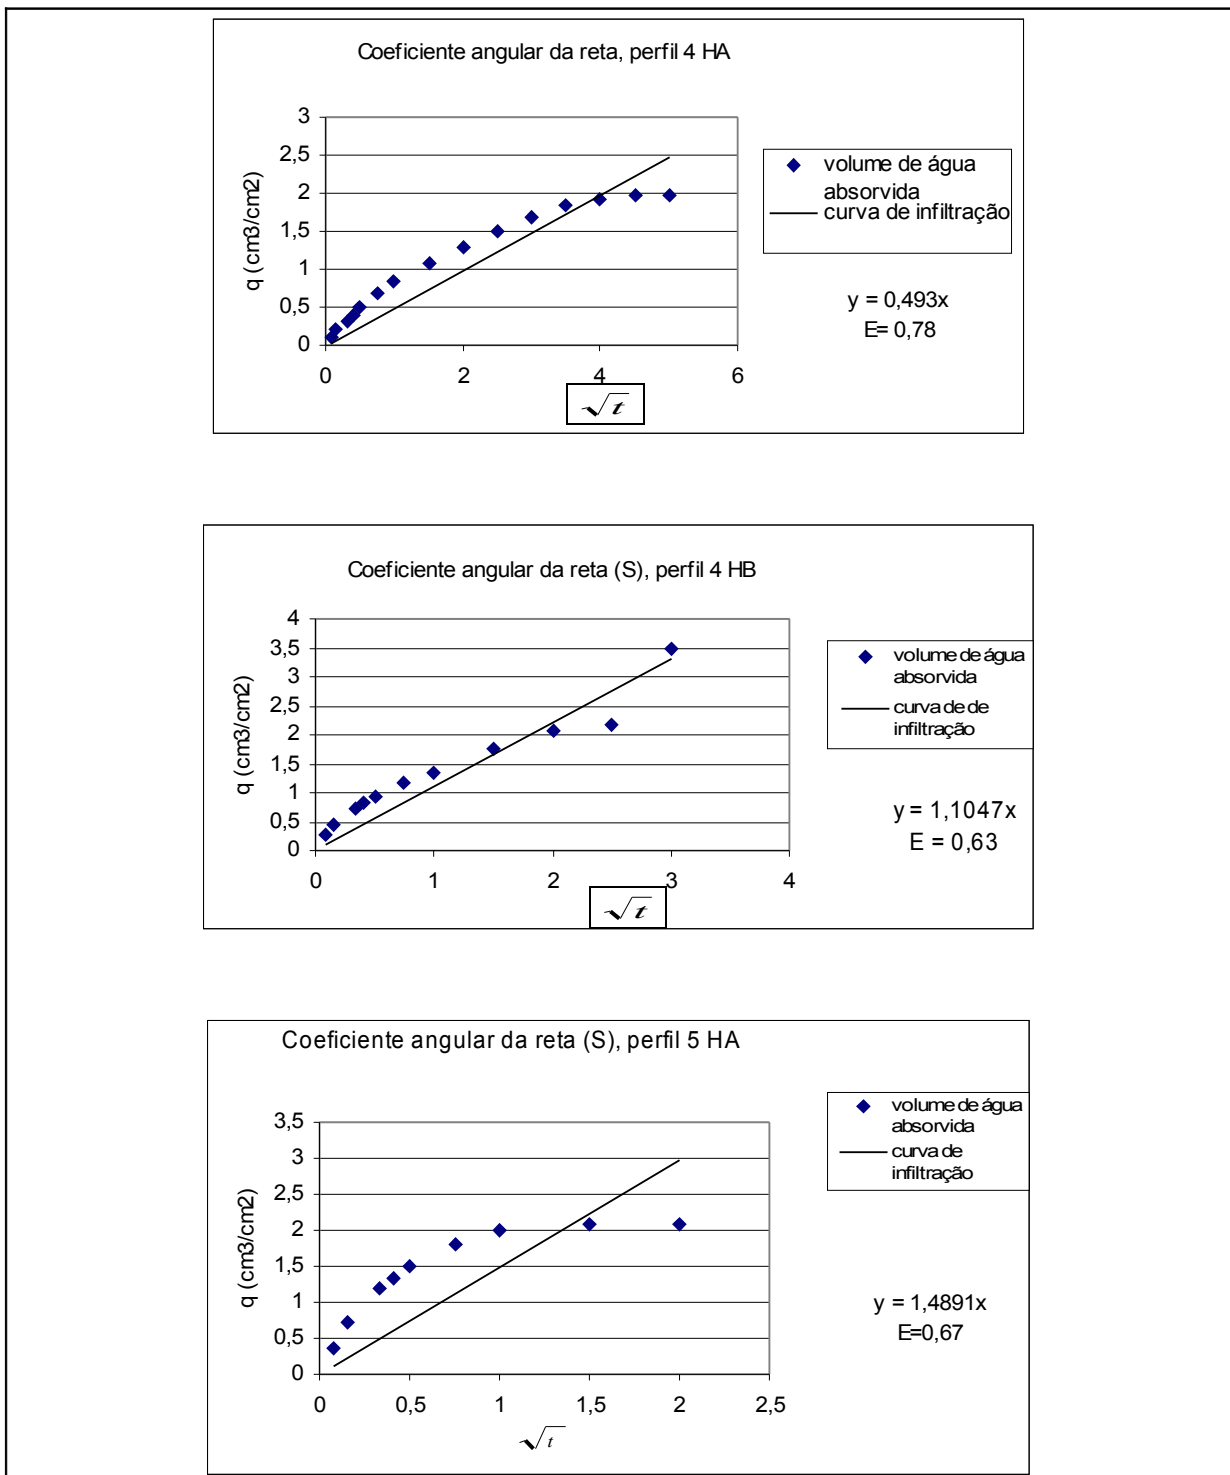 Coeficiente angular da reta, perfil 4 HA
q (cm3/cm2)
3
2,5
2
1,5
1
0,5
0
0 2 4 6
√t
volume de água
absorvida
curva de infiltração
y = 0,493x
E= 0,78
Coeficiente angular da reta (S), perfil 4 HB
q (cm3/cm2)
4
3,5
3
2,5
2
1,5
1
0,5
0
0 1 2 3 4
√t
volume de água
absorvida
curva de de
infiltração
y = 1,1047x
E = 0,63
Coeficiente angular da reta (S), perfil 5 HA
q (cm3/cm2)
3,5
3
2,5
2
1,5
1
0,5
0
0 0,5 1 1,5 2 2,5
√t
volume de água
absorvida
curva de
infiltração
y = 1,4891x
E=0,67